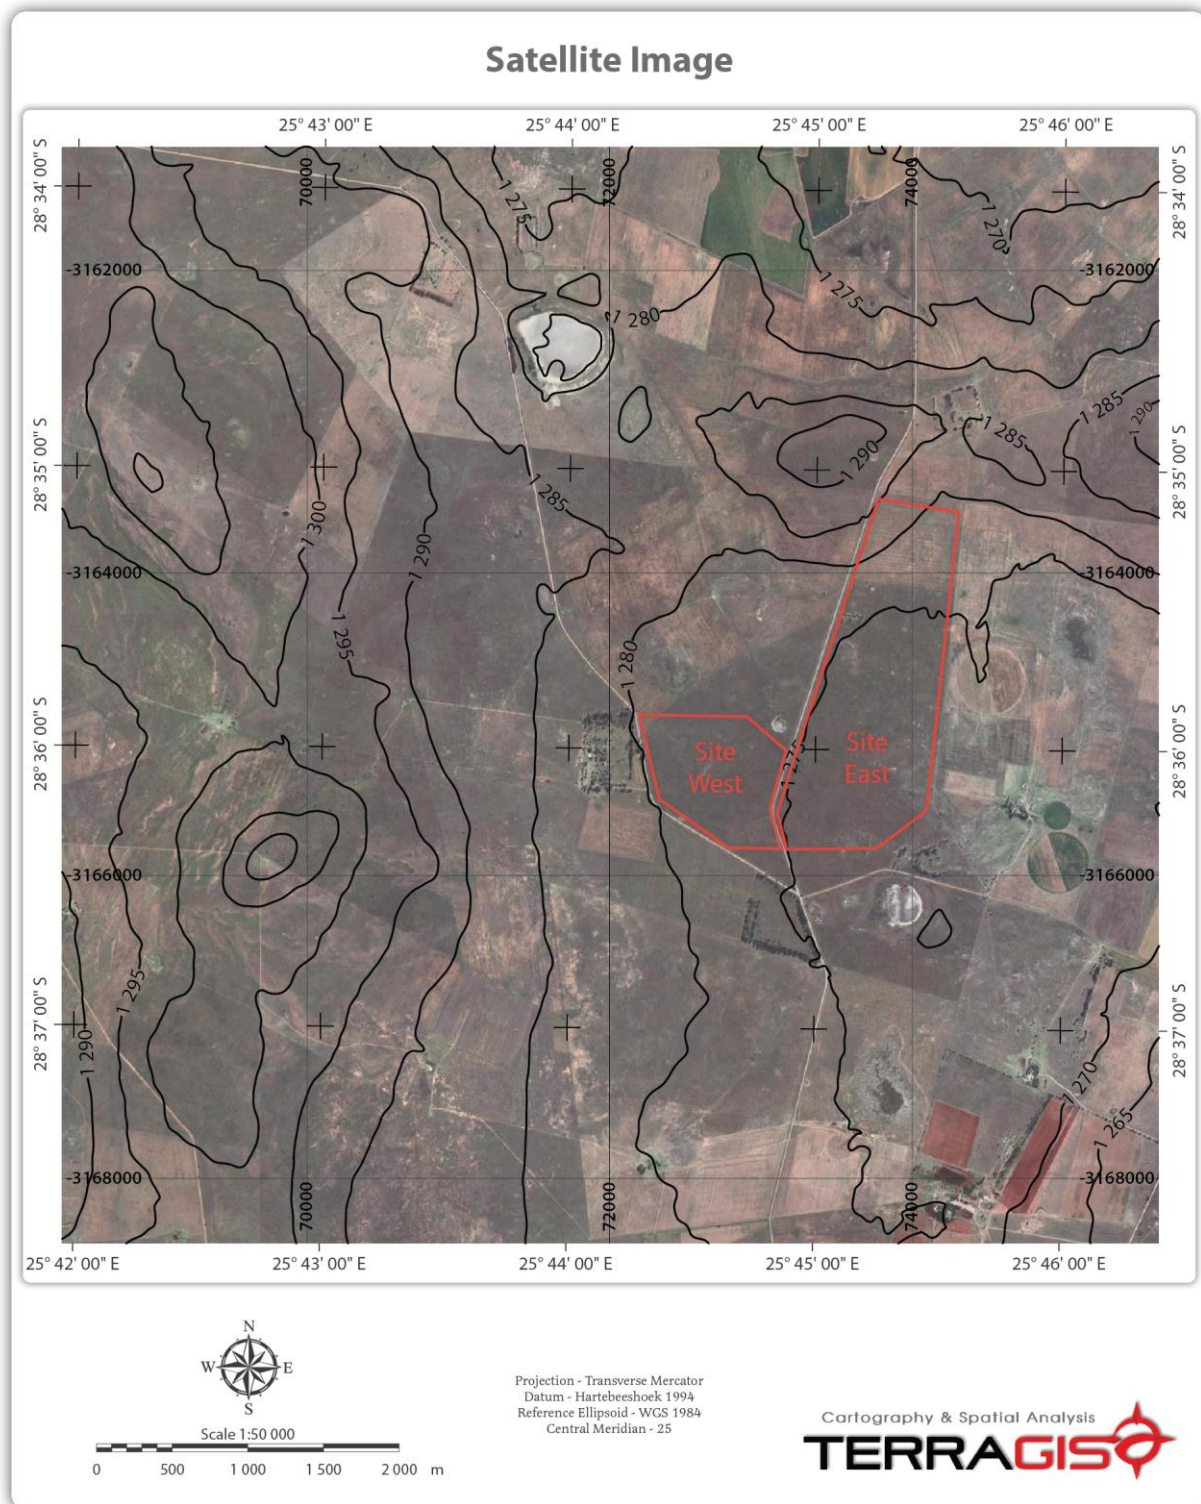 Satellite Image
25° 43' 00" E
25° 44' 00" E
25° 45' 00" E
25° 46' 00" E
28° 34' 00" S
28° 34' 00" S
70000
72000
74000
1 275
1 270
-3162000
-3162000
1 275
1 280
1 285
1 290
1 285
1 290
28° 35' 00" S
28° 35' 00" S
1 285
1 300
1 290
-3164000
-3164000
1 295
1 280
28° 36' 00" S
28° 36' 00" S
Site
West
Site
East
1 275
-3166000
-3166000
1 295
1 290
28° 37' 00" S
28° 37' 00" S
1 270
1 265
-3168000
-3168000
70000
72000
74000
25° 42' 00" E
25° 43' 00" E
25° 44' 00" E
25° 45' 00" E
25° 46' 00" E
N
W
E
S
Scale 1:50 000
0
500
1 000
1 500
2 000 m
Projection - Transverse Mercator
Datum - Hartebeeshoek 1994
Reference Ellipsoid - WGS 1984
Central Meridian - 25
Cartography & Spatial Analysis
TERRAGIS